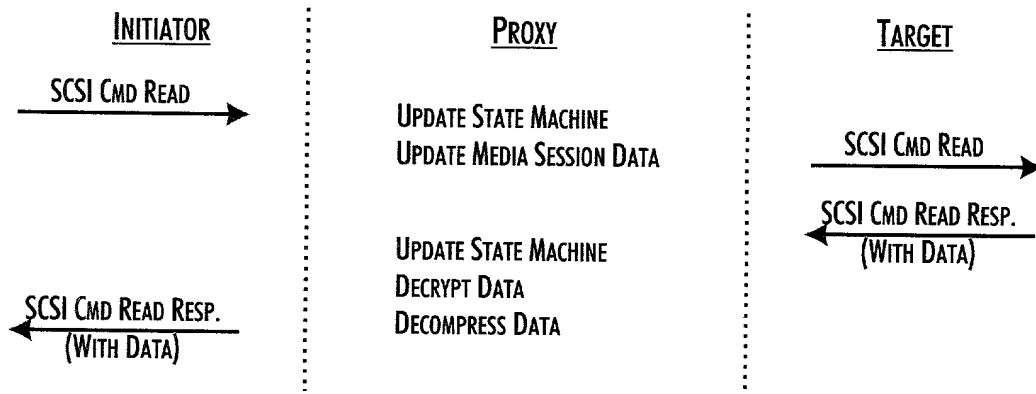 INITIATOR
PROXY
TARGET
SCSI CMD READ
UPDATE STATE MACHINE
UPDATE MEDIA SESSION DATA
SCSI CMD READ
SCSI CMD READ RESP.
(WITH DATA)
UPDATE STATE MACHINE
DECRYPT DATA
DECOMPRESS DATA
SCSI CMD READ RESP.
(WITH DATA)